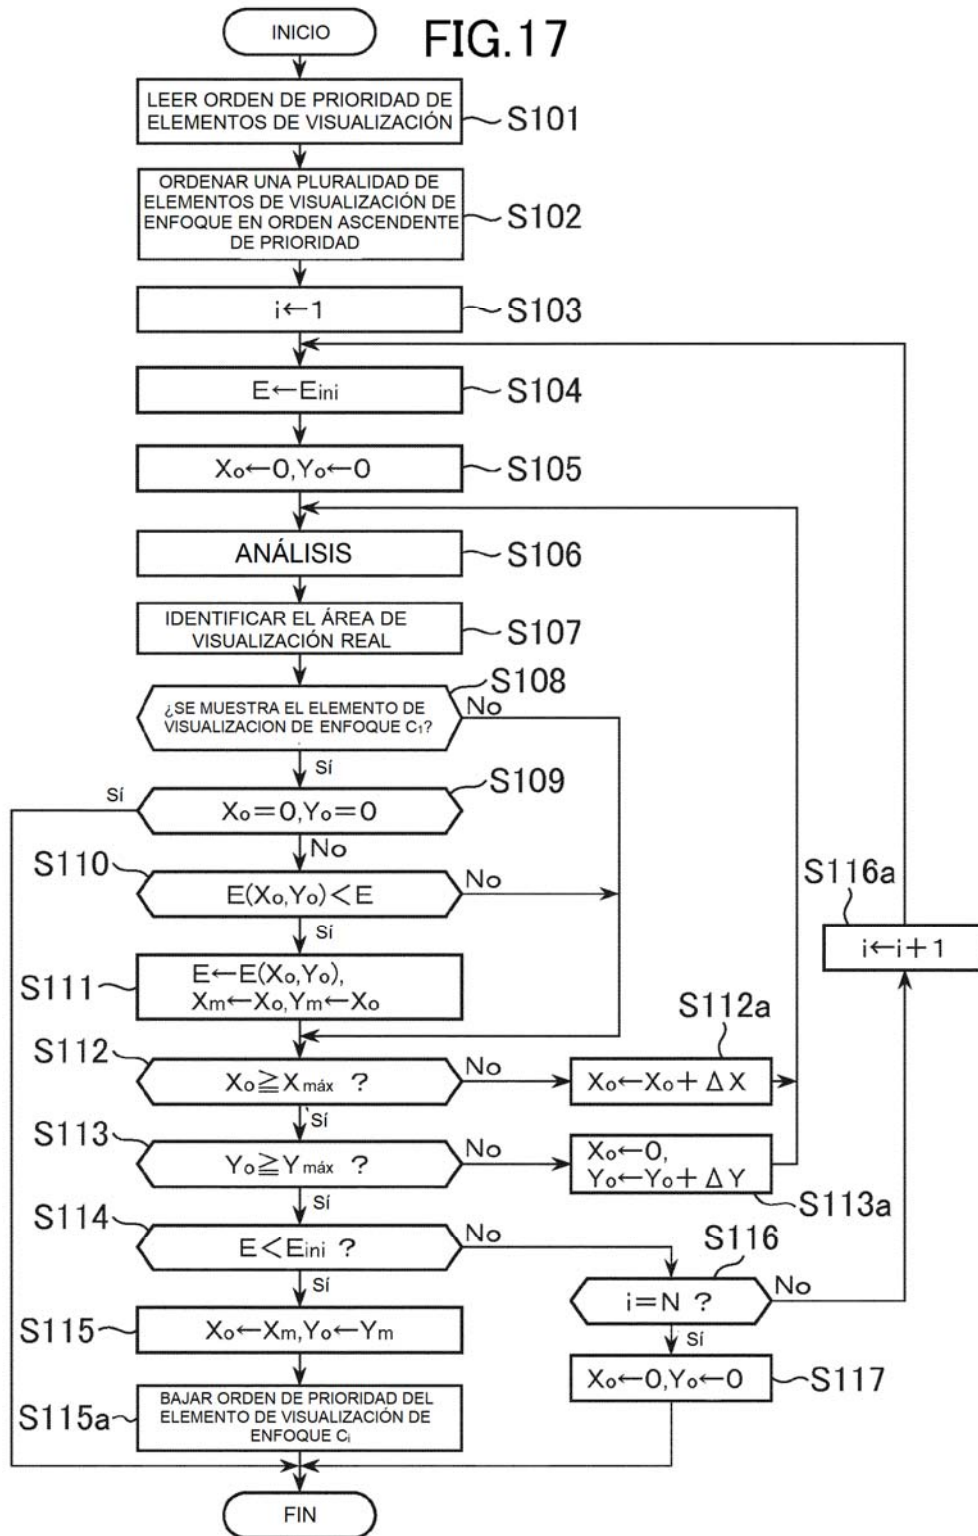 INICIO
FIG.17
LEER ORDEN DE PRIORIDAD DE
ELEMENTOS DE VISUALIZACIÓN
S101
ORDENAR UNA PLURALIDAD DE
ELEMENTOS DE VISUALIZACIÓN DE
ENFOQUE EN ORDEN ASCENDENTE
DE PRIORIDAD
S102
i←1
S103
E←Eini
S104
Xo←0,Yo←0
S105
ANÁLISIS
S106
IDENTIFICAR EL ÁREA DE
VISUALIZACIÓN REAL
S107
S108
¿SE MUESTRA EL ELEMENTO DE
VISUALIZACION DE ENFOQUE C1?
No
Sí
S109
Xo=0,Yo=0
Sí
No
S110
E(Xo,Yo)<E
No
Sí
S111
E←E(Xo,Yo),
Xm←Xo,Ym←Xo
S112
Xo≧Xmáx ?
No
S112a
Xo←Xo+ΔX
Sí
S113
Yo≧Ymáx ?
No
Xo←0,
Yo←Yo+ΔY
S113a
Sí
S114
E<Eini ?
No
Sí
S116
i=N ?
No
S116a
i←i+1
Sí
S115
Xo←Xm,Yo←Ym
Xo←0,Yo←0
S117
S115a
BAJAR ORDEN DE PRIORIDAD DEL
ELEMENTO DE VISUALIZACIÓN DE
ENFOQUE Ci
FIN